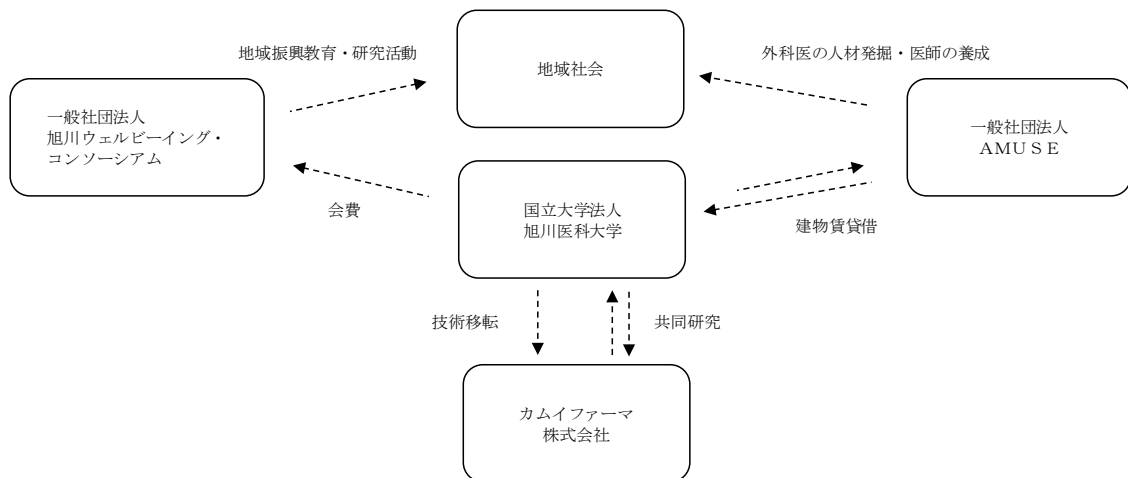 地域振興教育・研究活動
地域社会
外科医の人材発掘・医師の養成
一般社団法人
旭川ウェルビーイング・
コンソーシアム
一般社団法人
ＡＭＵＳＥ
会費
国立大学法人
旭川医科大学
建物賃貸借
技術移転
共同研究
カムイファーマ
株式会社